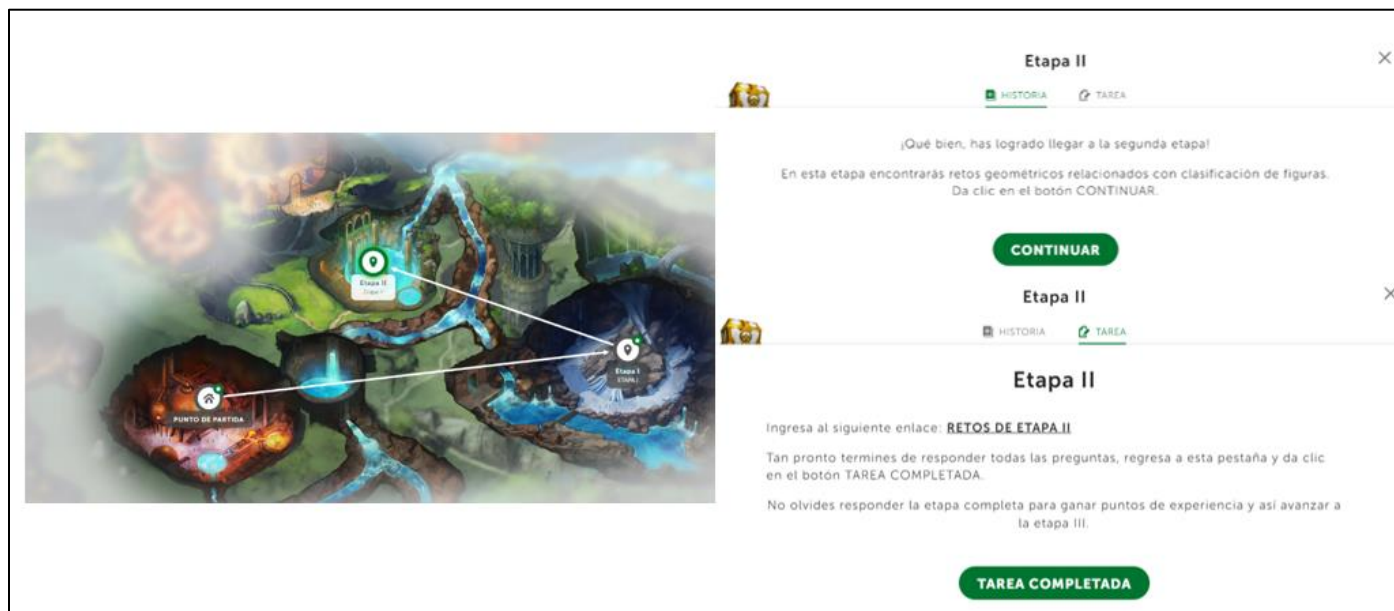 Etapa II
Etapa II
Etapa I
ETAPA I
PUNTO DE PARTIDA
Etapa II
HISTORIA TAREA
¡Qué bien, has logrado llegar a la segunda etapa!
En esta etapa encontrarás retos geométricos relacionados con clasificación de figuras.
Da clic en el botón CONTINUAR.
CONTINUAR
Etapa II
HISTORIA TAREA
Etapa II
Ingresa al siguiente enlace: RETOS DE ETAPA II
Tan pronto termines de responder todas las preguntas, regresa a esta pestaña y da clic
en el botón TAREA COMPLETADA.
No olvides responder la etapa completa para ganar puntos de experiencia y así avanzar a
la etapa III.
TAREA COMPLETADA